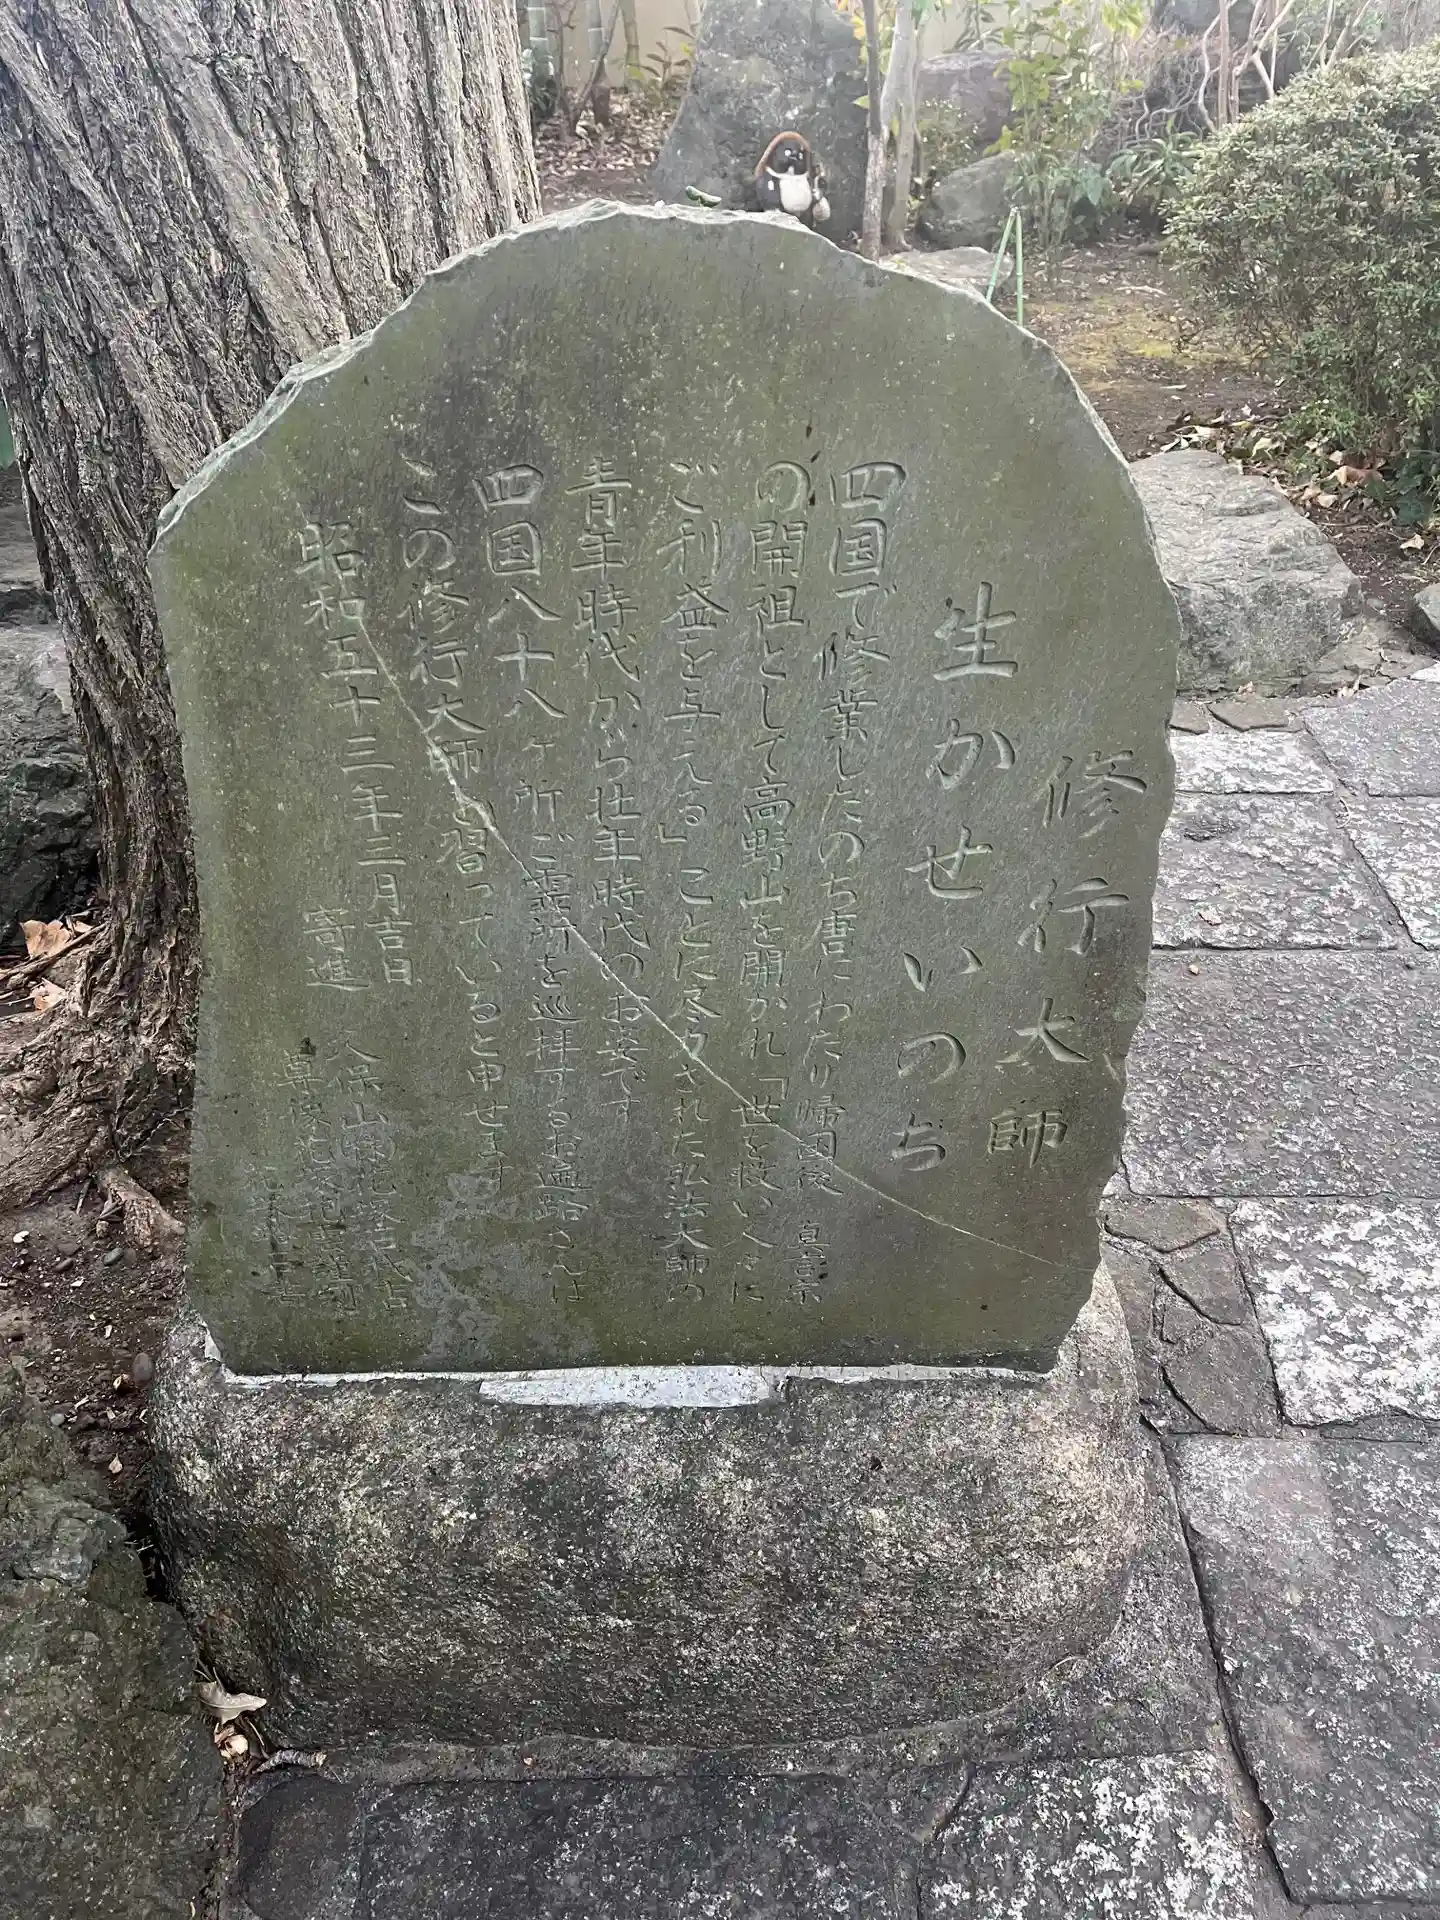 修行大師
生かせいのち
四国で修業したのち唐にわたり帰国後 真言宗
の開祖として高野山を開かれ「世を救い人々に
ご利益を与える」ことに尽力された弘法大師の
青年時代から壮年時代のお姿です
四国八十八ヶ所ご霊所を巡拝するお遍路さんは
この修行大師も習っていると申せます
昭和五十三年三月吉日
寄進